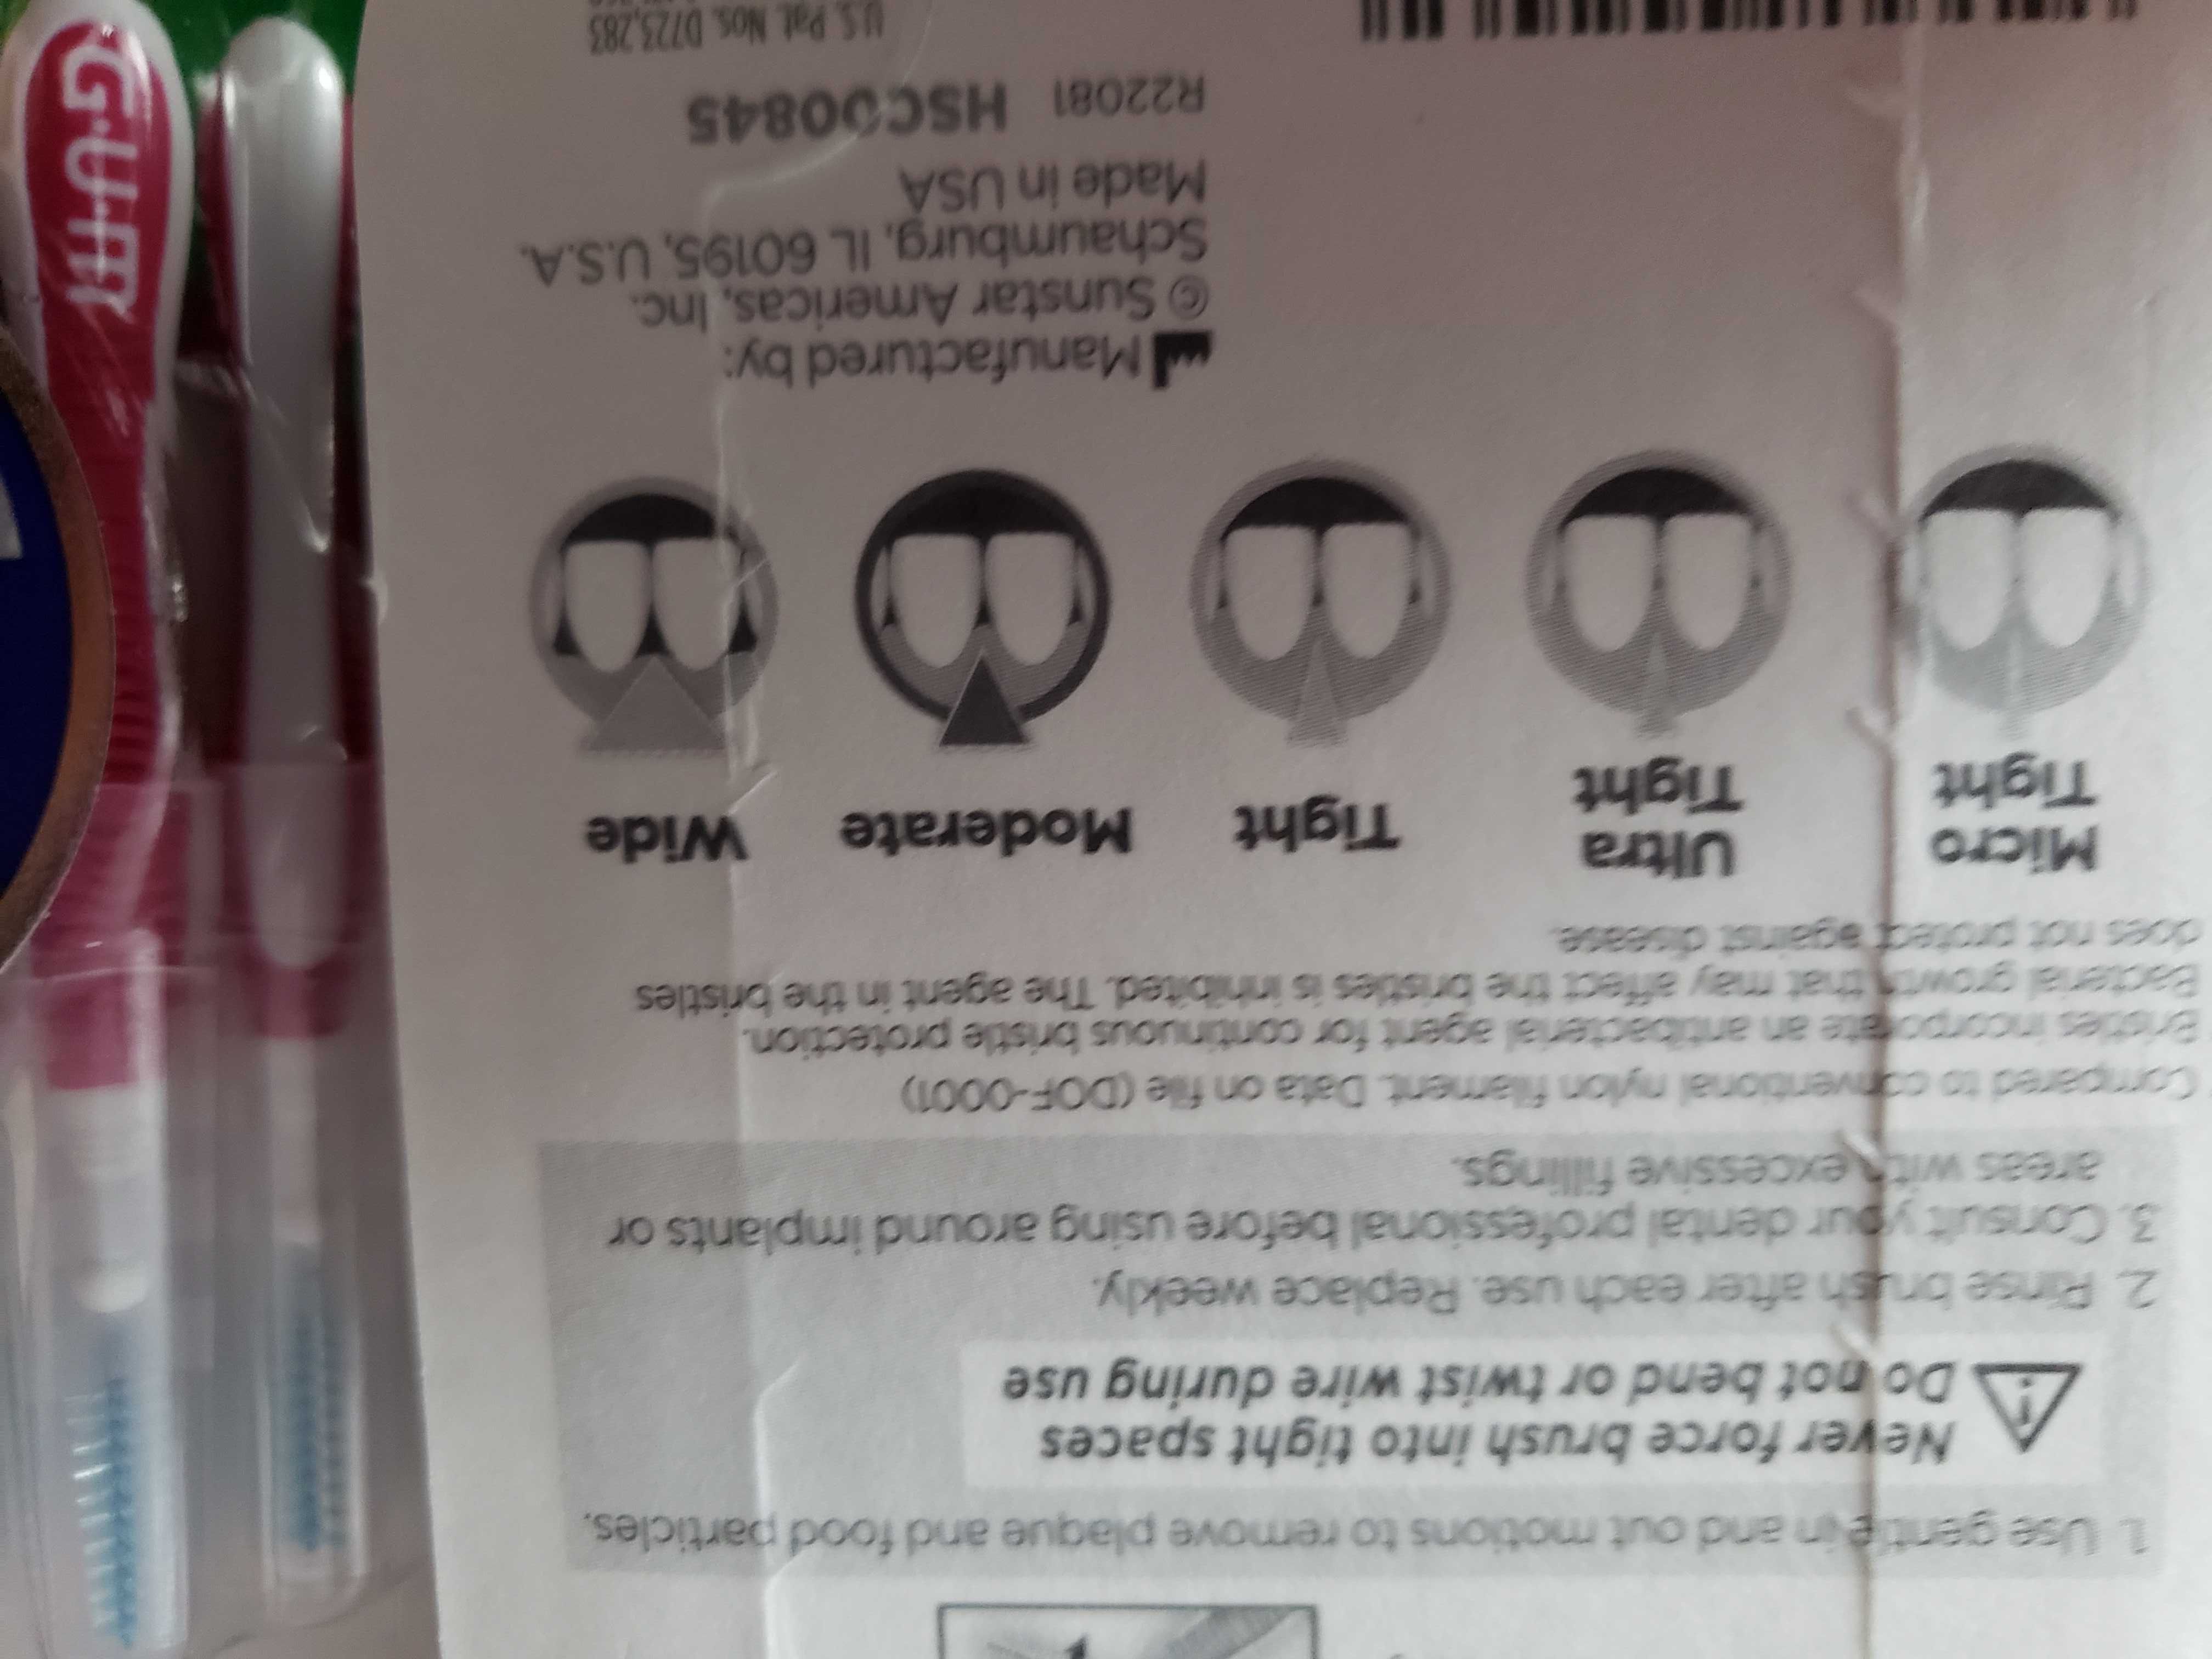 1. Use gentle in and out motions to remove plaque and food particles.
Never force brush into tight spaces
Do not bend or twist wire during use
2. Rinse brush after each use. Replace weekly.
3. Consult your dental professional before using around implants or
areas with excessive fillings.
Compared to conventional nylon filament. Data on file (DOF-0001)
Bristles incorporate an antibacterial agent for continuous bristle protection.
Bacterial growth that may affect the bristles is inhibited. The agent in the bristles
does not protect against disease.
Micro
Tight
Ultra
Tight
Tight
Moderate
Wide
Manufactured by:
© Sunstar Americas, Inc.
Schaumburg, IL 60195, U.S.A.
Made in USA
R22081 HSC00845
U.S. Pat. Nos. D723,283
G·U·M